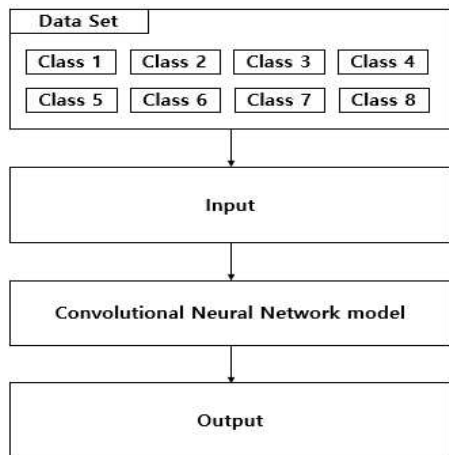 Data Set
Class 1 Class 2 Class 3 Class 4
Class 5 Class 6 Class 7 Class 8
Input
Convolutional Neural Network model
Output